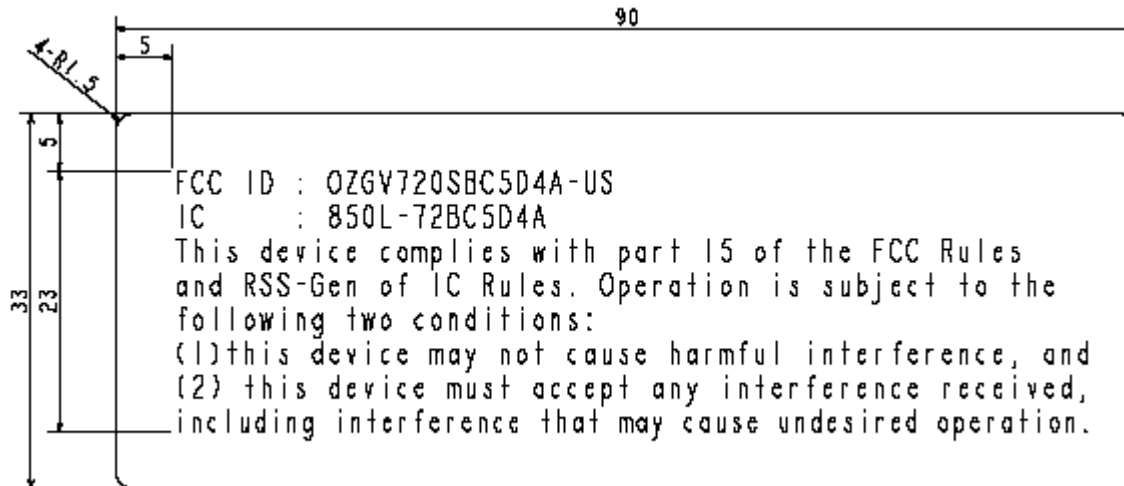 90
5
4-R1.5
5
33
23
FCC ID : OZGV720SBC5D4A-US
IC : 850L-72BC5D4A
This device complies with part 15 of the FCC Rules
and RSS-Gen of IC Rules. Operation is subject to the
following two conditions:
(1)this device may not cause harmful interference, and
(2) this device must accept any interference received,
including interference that may cause undesired operation.